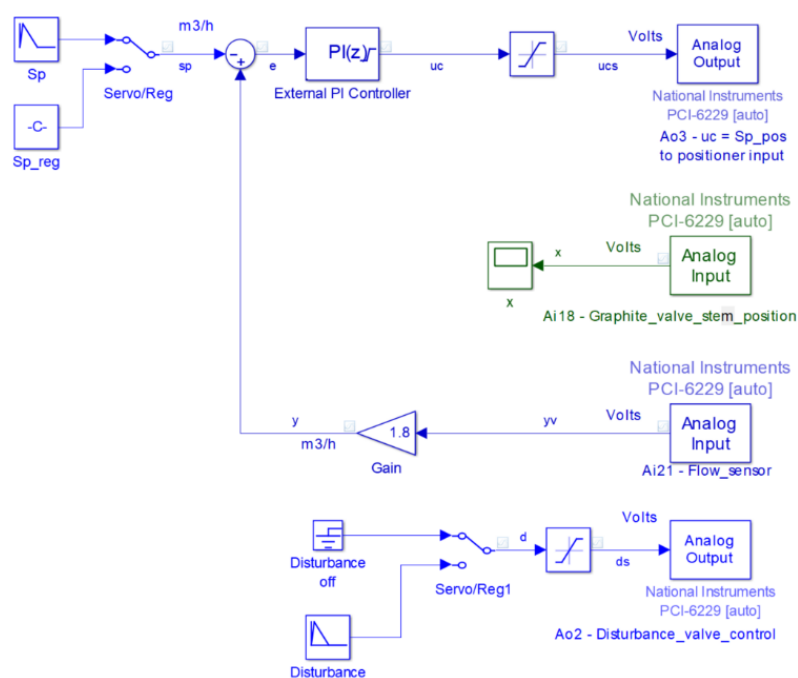 m3/h
Sp
sp
Servo/Reg
-C-
Sp_reg
-
+
e
PI(z)
External PI Controller
uc
ucs
Volts
Analog
Output
National Instruments
PCI-6229 [auto]
Ao3 - uc = Sp_pos
to positioner input
National Instruments
PCI-6229 [auto]
x
x
Volts
Analog
Input
Ai18 - Graphite_valve_stem_position
National Instruments
PCI-6229 [auto]
y
m3/h
1.8
Gain
yv
Volts
Analog
Input
Ai21 - Flow_sensor
Disturbance
off
Servo/Reg1
d
ds
Volts
Analog
Output
National Instruments
PCI-6229 [auto]
Ao2 - Disturbance_valve_control
Disturbance